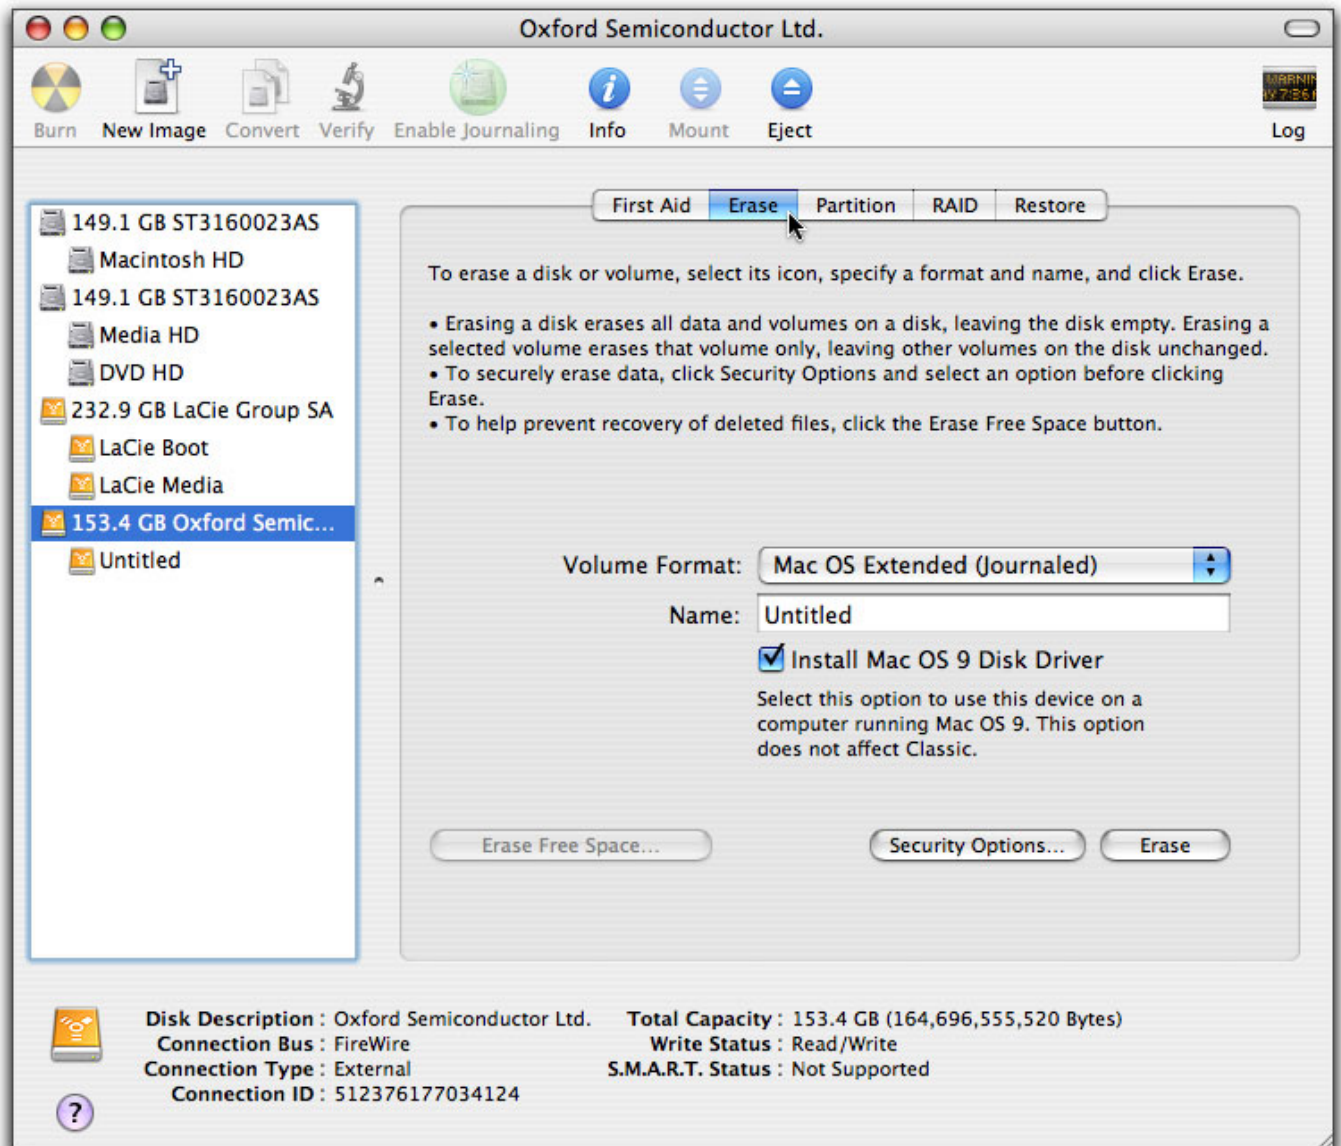 Oxford Semiconductor Ltd.
Burn New Image Convert Verify Enable Journaling Info Mount Eject Log
149.1 GB ST3160023AS
Macintosh HD
149.1 GB ST3160023AS
Media HD
DVD HD
232.9 GB LaCie Group SA
LaCie Boot
LaCie Media
153.4 GB Oxford Semic...
Untitled
First Aid Erase Partition RAID Restore
To erase a disk or volume, select its icon, specify a format and name, and click Erase.
• Erasing a disk erases all data and volumes on a disk, leaving the disk empty. Erasing a
selected volume erases that volume only, leaving other volumes on the disk unchanged.
• To securely erase data, click Security Options and select an option before clicking
Erase.
• To help prevent recovery of deleted files, click the Erase Free Space button.
Volume Format: Mac OS Extended (Journaled)
Name: Untitled
Install Mac OS 9 Disk Driver
Select this option to use this device on a
computer running Mac OS 9. This option
does not affect Classic.
Erase Free Space... Security Options... Erase
Disk Description : Oxford Semiconductor Ltd. Total Capacity : 153.4 GB (164,696,555,520 Bytes)
Connection Bus : FireWire Write Status : Read/Write
Connection Type : External S.M.A.R.T. Status : Not Supported
Connection ID : 512376177034124
?